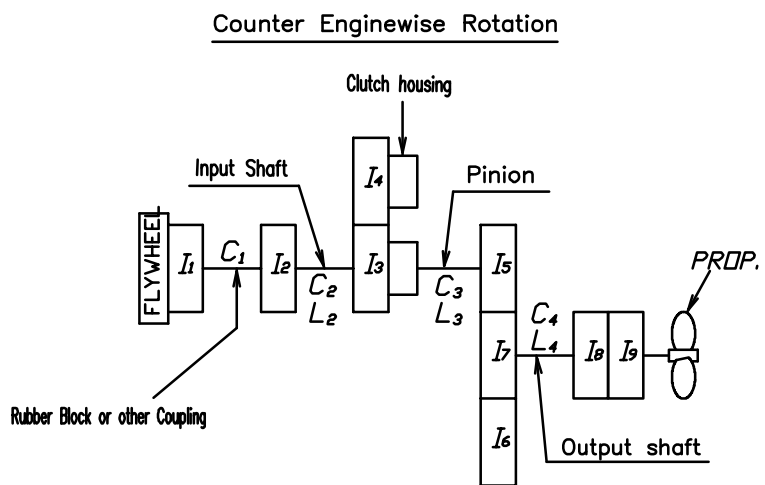 Counter Enginewise Rotation
Clutch housing
Input Shaft
Pinion
I4
FLYWHEEL
I1
C1
I2
C2
L2
I3
C3
L3
I5
PROP.
C4
L4
I7
I8
I9
Rubber Block or other Coupling
I6
Output shaft